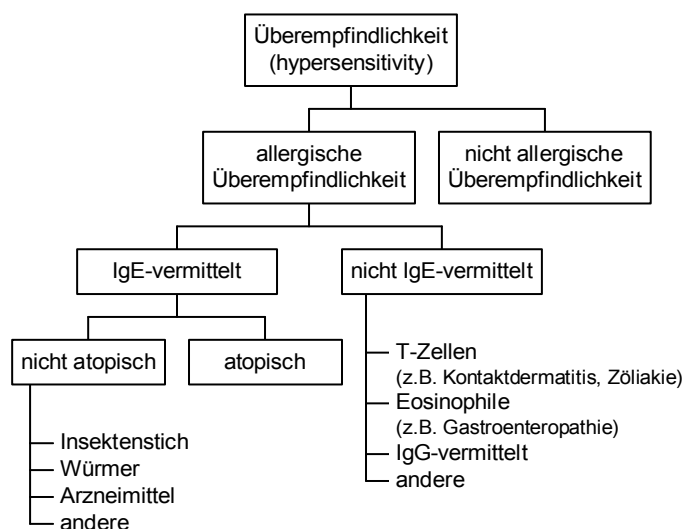 Überempfindlichkeit
(hypersensitivity)
allergische
Überempfindlichkeit
nicht allergische
Überempfindlichkeit
IgE-vermittelt
nicht IgE-vermittelt
nicht atopisch
atopisch
T-Zellen
(z.B. Kontaktdermatitis, Zöliakie)
Eosinophile
(z.B. Gastroenteropathie)
IgG-vermittelt
andere
Insektenstich
Würmer
Arzneimittel
andere